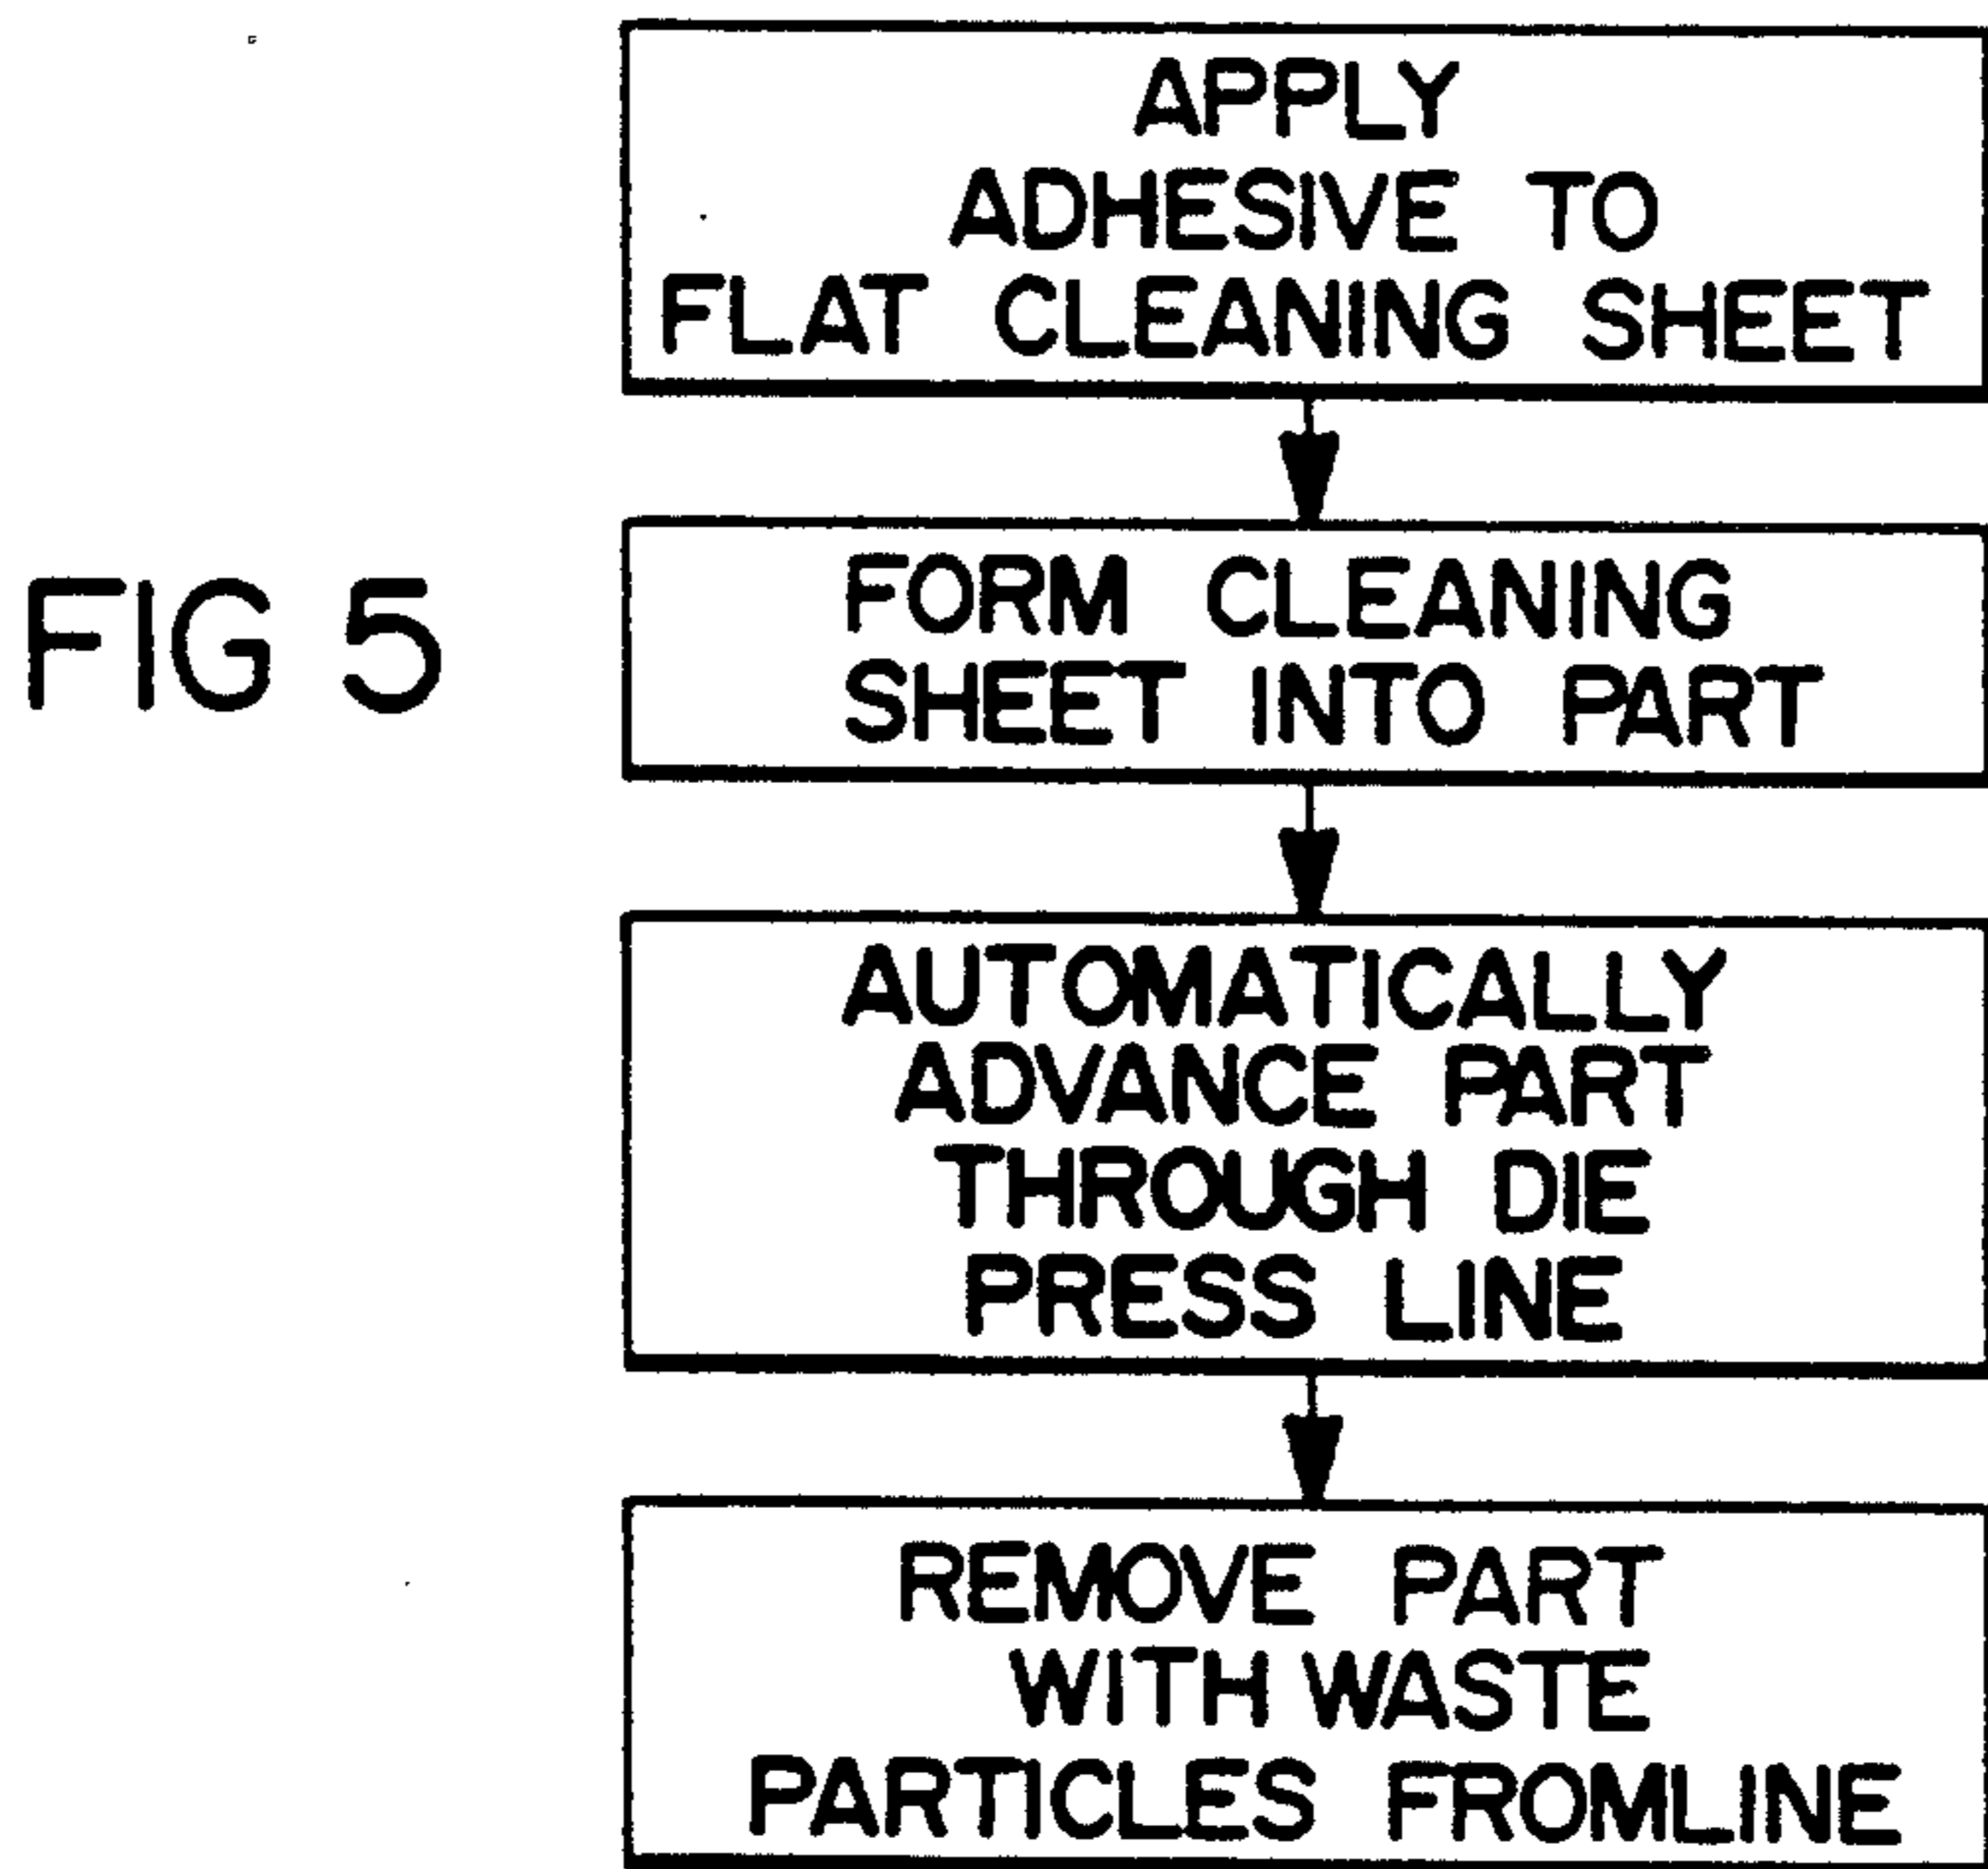 APPLY
ADHESIVE TO
FLAT CLEANING SHEET
FIG 5
FORM CLEANING
SHEET INTO PART
AUTOMATICALLY
ADVANCE PART
THROUGH DIE
PRESS LINE
REMOVE PART
WITH WASTE
PARTICLES FROMLINE